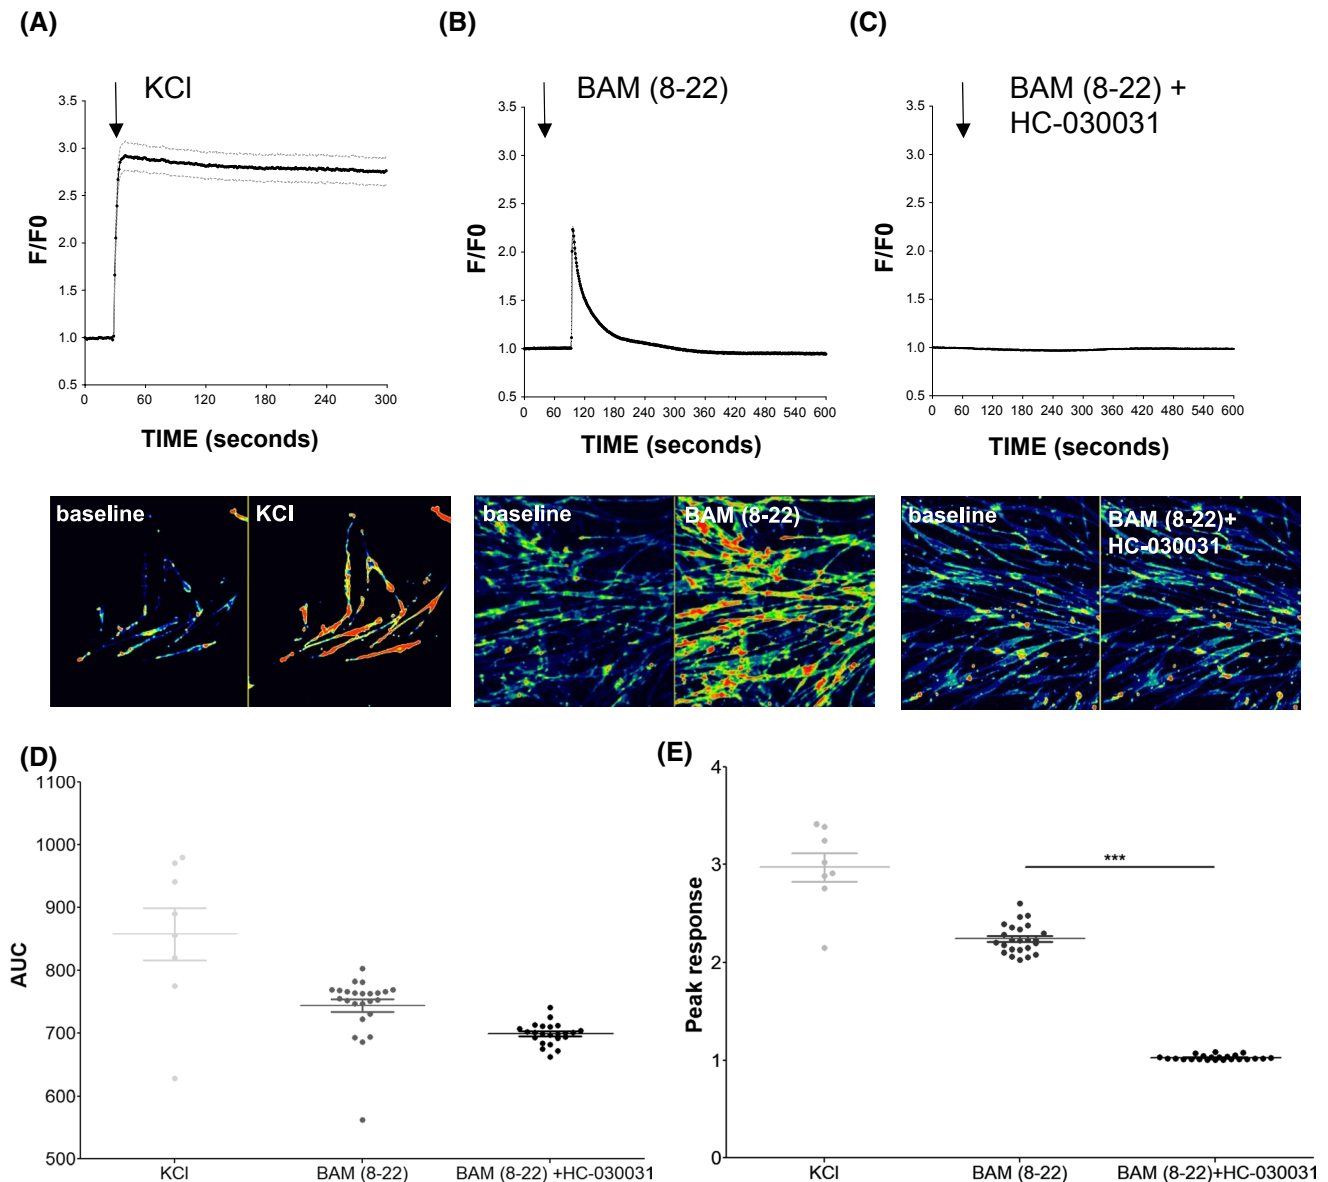 (A)
KCl
3.5
3.0
2.5
2.0
1.5
1.0
0.5
F/F0
0 60 120 180 240 300
TIME (seconds)
(B)
BAM (8-22)
3.5
3.0
2.5
2.0
1.5
1.0
0.5
F/F0
0 60 120 180 240 300 360 420 480 540 600
TIME (seconds)
(C)
BAM (8-22) +
HC-030031
3.5
3.0
2.5
2.0
1.5
1.0
0.5
F/F0
0 60 120 180 240 300 360 420 480 540 600
TIME (seconds)
baseline
KCl
baseline
BAM (8-22)
baseline
BAM (8-22)+
HC-030031
(D)
1100
1000
900
800
700
600
500
AUC
KCl
BAM (8-22)
BAM (8-22) +HC-030031
(E)
4
3
2
1
0
Peak response
***
KCl
BAM (8-22)
BAM (8-22)+HC-030031